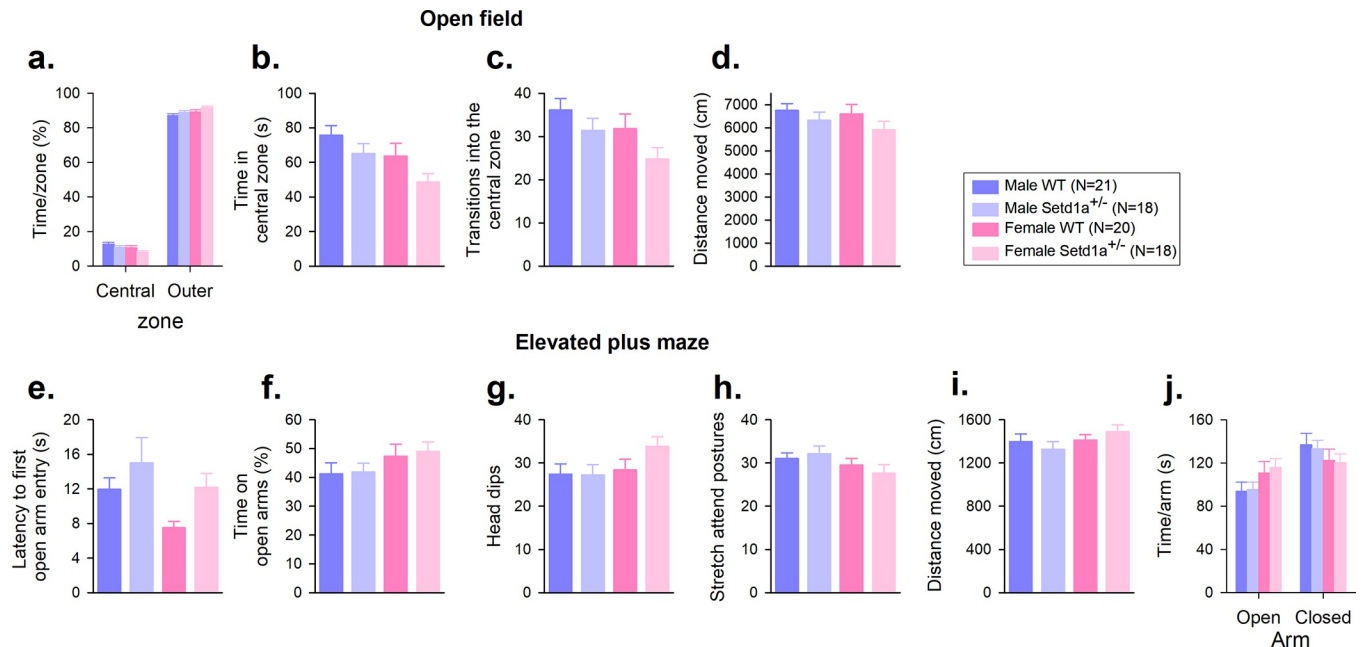 Open field
a.
Time/zone (%)
100
80
60
40
20
0
Central
Outer
zone
b.
Time in
central zone (s)
100
80
60
40
20
0
c.
Transitions into the
central zone
40
30
20
10
0
d.
Distance moved (cm)
7000
6000
5000
4000
3000
2000
1000
0
Male WT (N=21)
Male Setd1a+/- (N=18)
Female WT (N=20)
Female Setd1a+/- (N=18)
Elevated plus maze
e.
Latency to first
open arm entry (s)
20
16
12
8
4
0
f.
Time on
open arms (%)
60
50
40
30
20
10
0
g.
Head dips
40
30
20
10
0
h.
Stretch attend postures
40
30
20
10
0
i.
Distance moved (cm)
1600
1200
800
400
0
j.
Time/arm (s)
160
120
80
40
0
Open
Closed
Arm